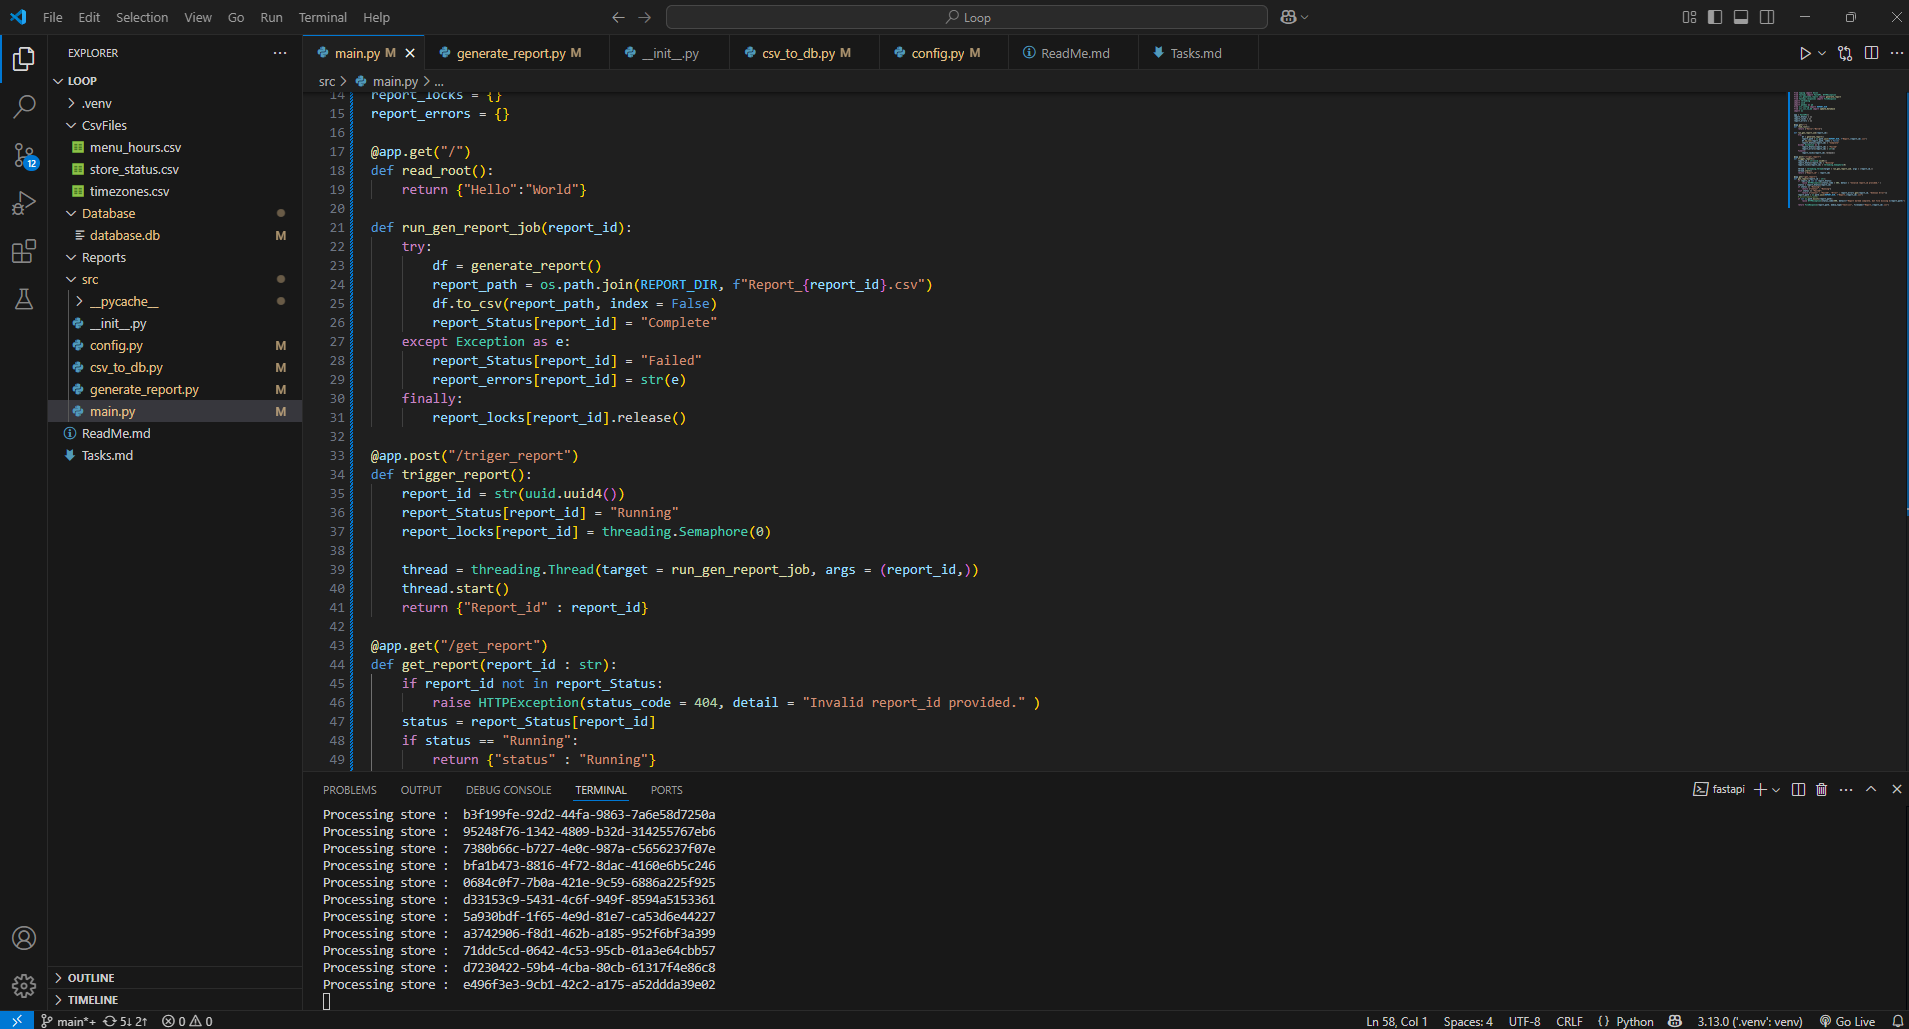 File Edit Selection View Go Run Terminal Help
Loop
EXPLORER
LOOP
.venv
CsvFiles
menu_hours.csv
store_status.csv
timezones.csv
Database
database.db M
Reports
src
__pycache__
__init__.py
config.py M
csv_to_db.py M
generate_report.py M
main.py M
ReadMe.md
Tasks.md
OUTLINE
TIMELINE
12
main.py M generate_report.py M __init__.py csv_to_db.py M config.py M ReadMe.md Tasks.md
src > main.py > ...
14 report_locks = {}
15 report_errors = {}
16
17 @app.get("/")
18 def read_root():
19     return {"Hello":"World"}
20
21 def run_gen_report_job(report_id):
22     try:
23         df = generate_report()
24         report_path = os.path.join(REPORT_DIR, f"Report_{report_id}.csv")
25         df.to_csv(report_path, index = False)
26         report_Status[report_id] = "Complete"
27     except Exception as e:
28         report_Status[report_id] = "Failed"
29         report_errors[report_id] = str(e)
30     finally:
31         report_locks[report_id].release()
32
33 @app.post("/triger_report")
34 def trigger_report():
35     report_id = str(uuid.uuid4())
36     report_Status[report_id] = "Running"
37     report_locks[report_id] = threading.Semaphore(0)
38
39     thread = threading.Thread(target = run_gen_report_job, args = (report_id,))
40     thread.start()
41     return {"Report_id" : report_id}
42
43 @app.get("/get_report")
44 def get_report(report_id : str):
45     if report_id not in report_Status:
46         raise HTTPException(status_code = 404, detail = "Invalid report_id provided." )
47     status = report_Status[report_id]
48     if status == "Running":
49         return {"status" : "Running"}
PROBLEMS OUTPUT DEBUG CONSOLE TERMINAL PORTS
fastapi
Processing store :  b3f199fe-92d2-44fa-9863-7a6e58d7250a
Processing store :  95248f76-1342-4809-b32d-314255767eb6
Processing store :  7380b66c-b727-4e0c-987a-c5656237f07e
Processing store :  bfa1b473-8816-4f72-8dac-4160e6b5c246
Processing store :  0684c0f7-7b0a-421e-9c59-6886a225f925
Processing store :  d33153c9-5431-4c6f-949f-8594a5153361
Processing store :  5a930bdf-1f65-4e9d-81e7-ca53d6e44227
Processing store :  a3742906-f8d1-462b-a185-952f6bf3a399
Processing store :  71ddc5cd-0642-4c53-95cb-01a3e64cbb57
Processing store :  d7230422-59b4-4cba-80cb-61317f4e86c8
Processing store :  e496f3e3-9cb1-42c2-a175-a52ddda39e02
main*+ 5↓ 2↑ 0 0 Ln 58, Col 1 Spaces: 4 UTF-8 CRLF {} Python 3.13.0 ('.venv': venv) Go Live